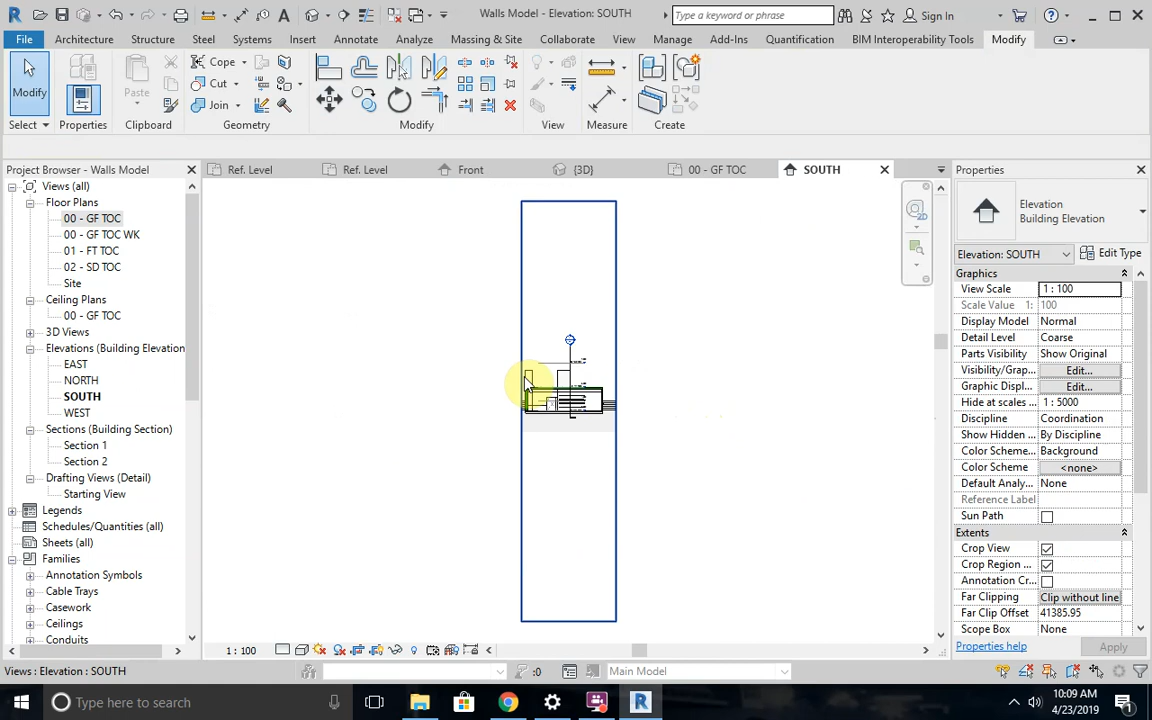 Walls Model - Elevation: SOUTH
Type a keyword or phrase
Sign In
File
Architecture
Structure
Steel
Systems
Insert
Annotate
Analyze
Massing & Site
Collaborate
View
Manage
Add-Ins
Quantification
BIM Interoperability Tools
Modify
Modify
Paste
Cope
Cut
Join
Select
Properties
Clipboard
Geometry
Modify
View
Measure
Create
Project Browser - Walls Model
Ref. Level
Ref. Level
Front
{3D}
00 - GF TOC
SOUTH
Properties
Views (all)
Floor Plans
00 - GF TOC
00 - GF TOC WK
01 - FT TOC
02 - SD TOC
Site
Ceiling Plans
00 - GF TOC
3D Views
Elevations (Building Elevation
EAST
NORTH
SOUTH
WEST
Sections (Building Section)
Section 1
Section 2
Drafting Views (Detail)
Starting View
Legends
Schedules/Quantities (all)
Sheets (all)
Families
Annotation Symbols
Cable Trays
Casework
Ceilings
Conduits
2D
Elevation
Building Elevation
Elevation: SOUTH
Edit Type
Graphics
View Scale 1 : 100
Scale Value 1: 100
Display Model Normal
Detail Level Coarse
Parts Visibility Show Original
Visibility/Grap... Edit...
Graphic Displ... Edit...
Hide at scales ... 1 : 5000
Discipline Coordination
Show Hidden ... By Discipline
Color Scheme... Background
Color Scheme <none>
Default Analy... None
Reference Label
Sun Path
Extents
Crop View
Crop Region ...
Annotation Cr...
Far Clipping Clip without line
Far Clip Offset 41385.95
Scope Box None
Properties help
Apply
1 : 100
Views : Elevation : SOUTH
:0
Main Model
Type here to search
10:09 AM
4/23/2019
1